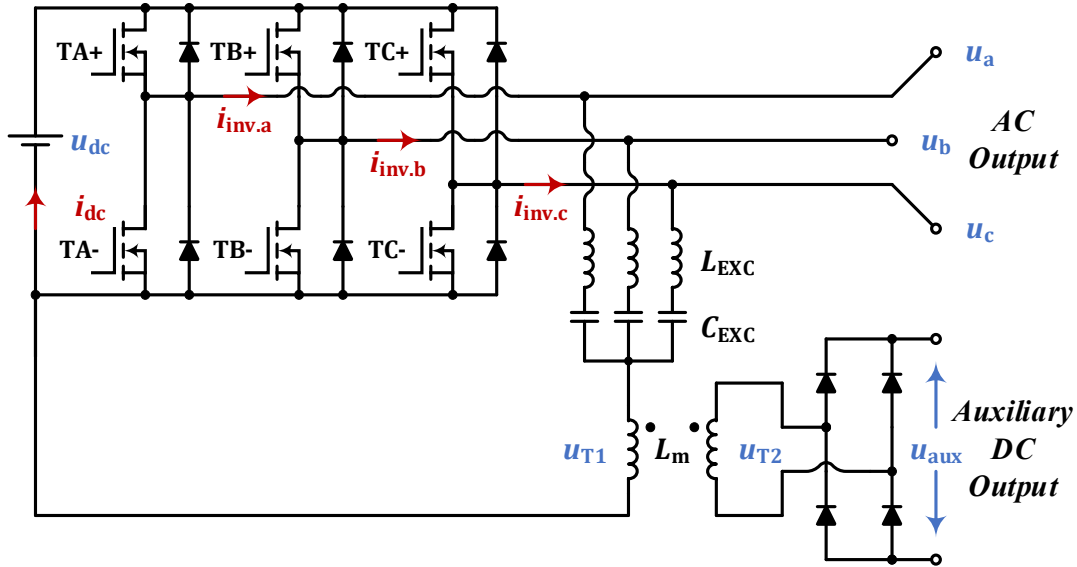 TA+
TB+
TC+
u_a
i_inv.a
u_dc
u_b
AC
Output
i_inv.b
i_dc
i_inv.c
u_c
TA-
TB-
TC-
L_EXC
C_EXC
u_T1
L_m
u_T2
u_aux
Auxiliary
DC
Output